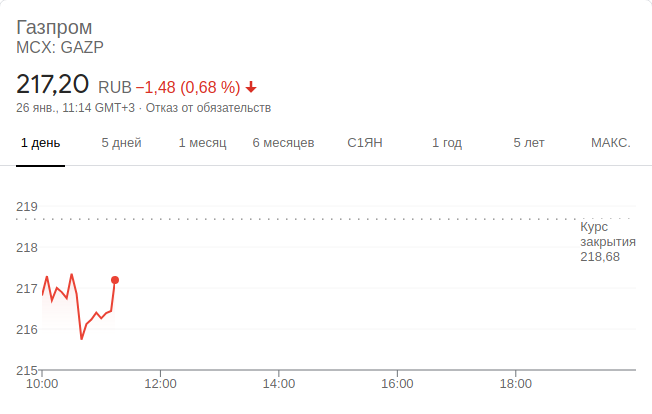 Газпром
MCX: GAZP
217,20 RUB −1,48 (0,68 %)
26 янв., 11:14 GMT+3 · Отказ от обязательств
1 день 5 дней 1 месяц 6 месяцев С1ЯН 1 год 5 лет МАКС.
219
Курс
закрытия
218,68
218
217
216
215
10:00 12:00 14:00 16:00 18:00